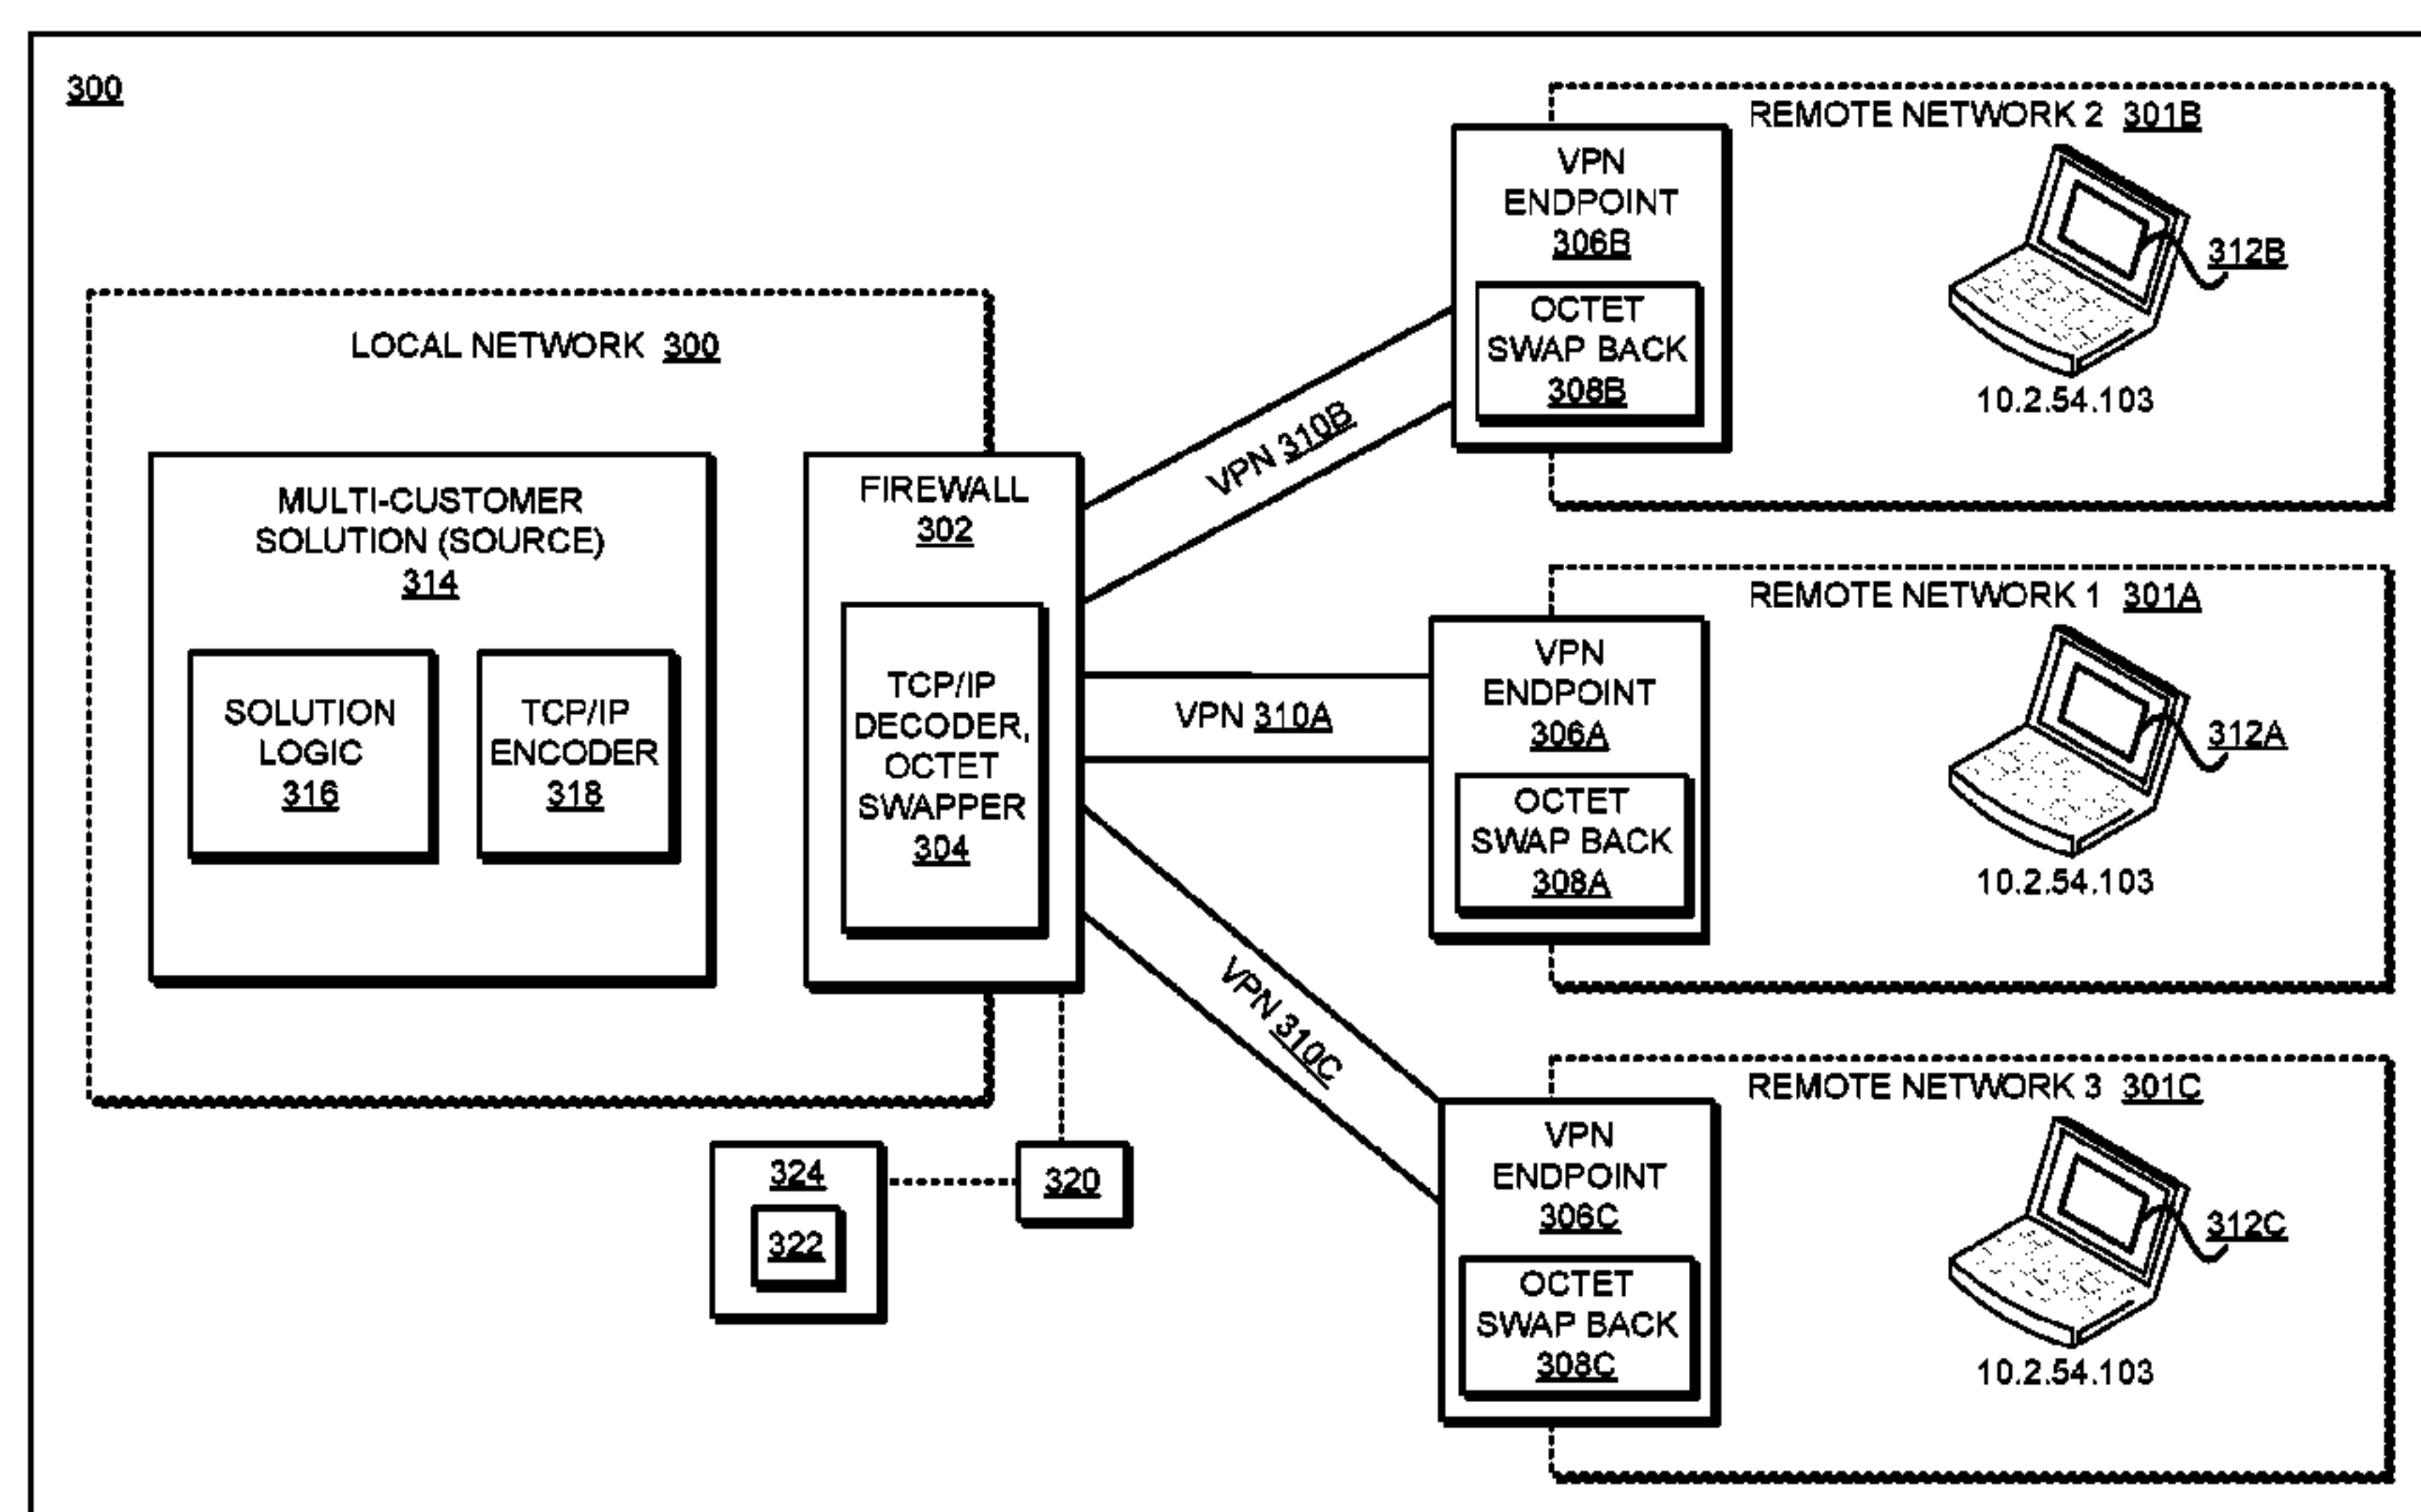 300
LOCAL NETWORK 300
MULTI-CUSTOMER
SOLUTION (SOURCE)
314
SOLUTION
LOGIC
316
TCP/IP
ENCODER
318
FIREWALL
302
TCP/IP
DECODER,
OCTET
SWAPPER
304
324
322
320
VPN 310B
VPN 310A
VPN 310C
REMOTE NETWORK 2 301B
VPN
ENDPOINT
306B
OCTET
SWAP BACK
308B
312B
10.2.54.103
REMOTE NETWORK 1 301A
VPN
ENDPOINT
306A
OCTET
SWAP BACK
308A
312A
10.2.54.103
REMOTE NETWORK 3 301C
VPN
ENDPOINT
306C
OCTET
SWAP BACK
308C
312C
10.2.54.103